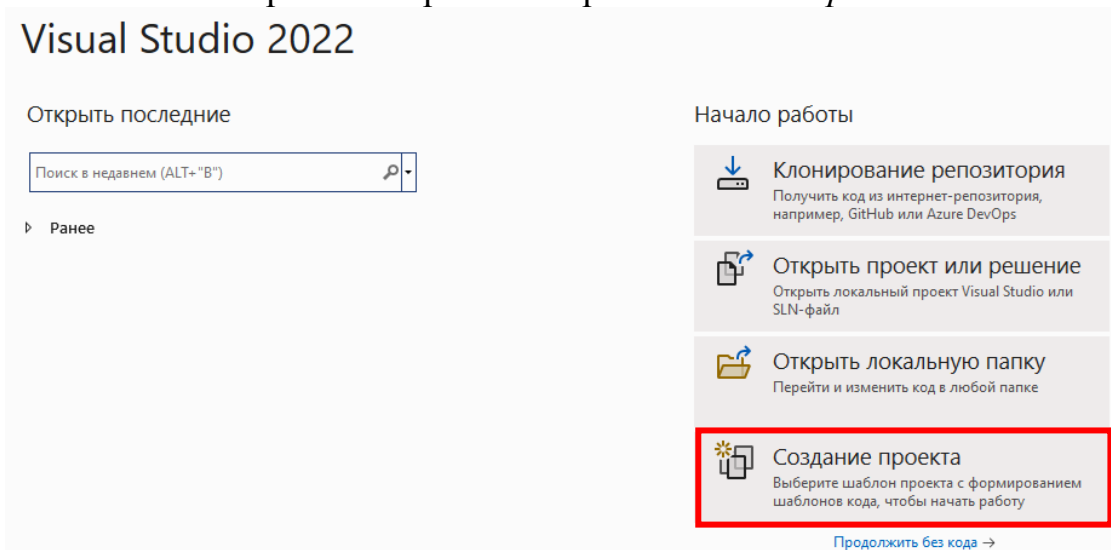 Visual Studio 2022
Открыть последние
Поиск в недавнем (ALT+"В")
Ранее
Начало работы
Клонирование репозитория
Получить код из интернет-репозитория,
например, GitHub или Azure DevOps
Открыть проект или решение
Открыть локальный проект Visual Studio или
SLN-файл
Открыть локальную папку
Перейти и изменить код в любой папке
Создание проекта
Выберите шаблон проекта с формированием
шаблонов кода, чтобы начать работу
Продолжить без кода →